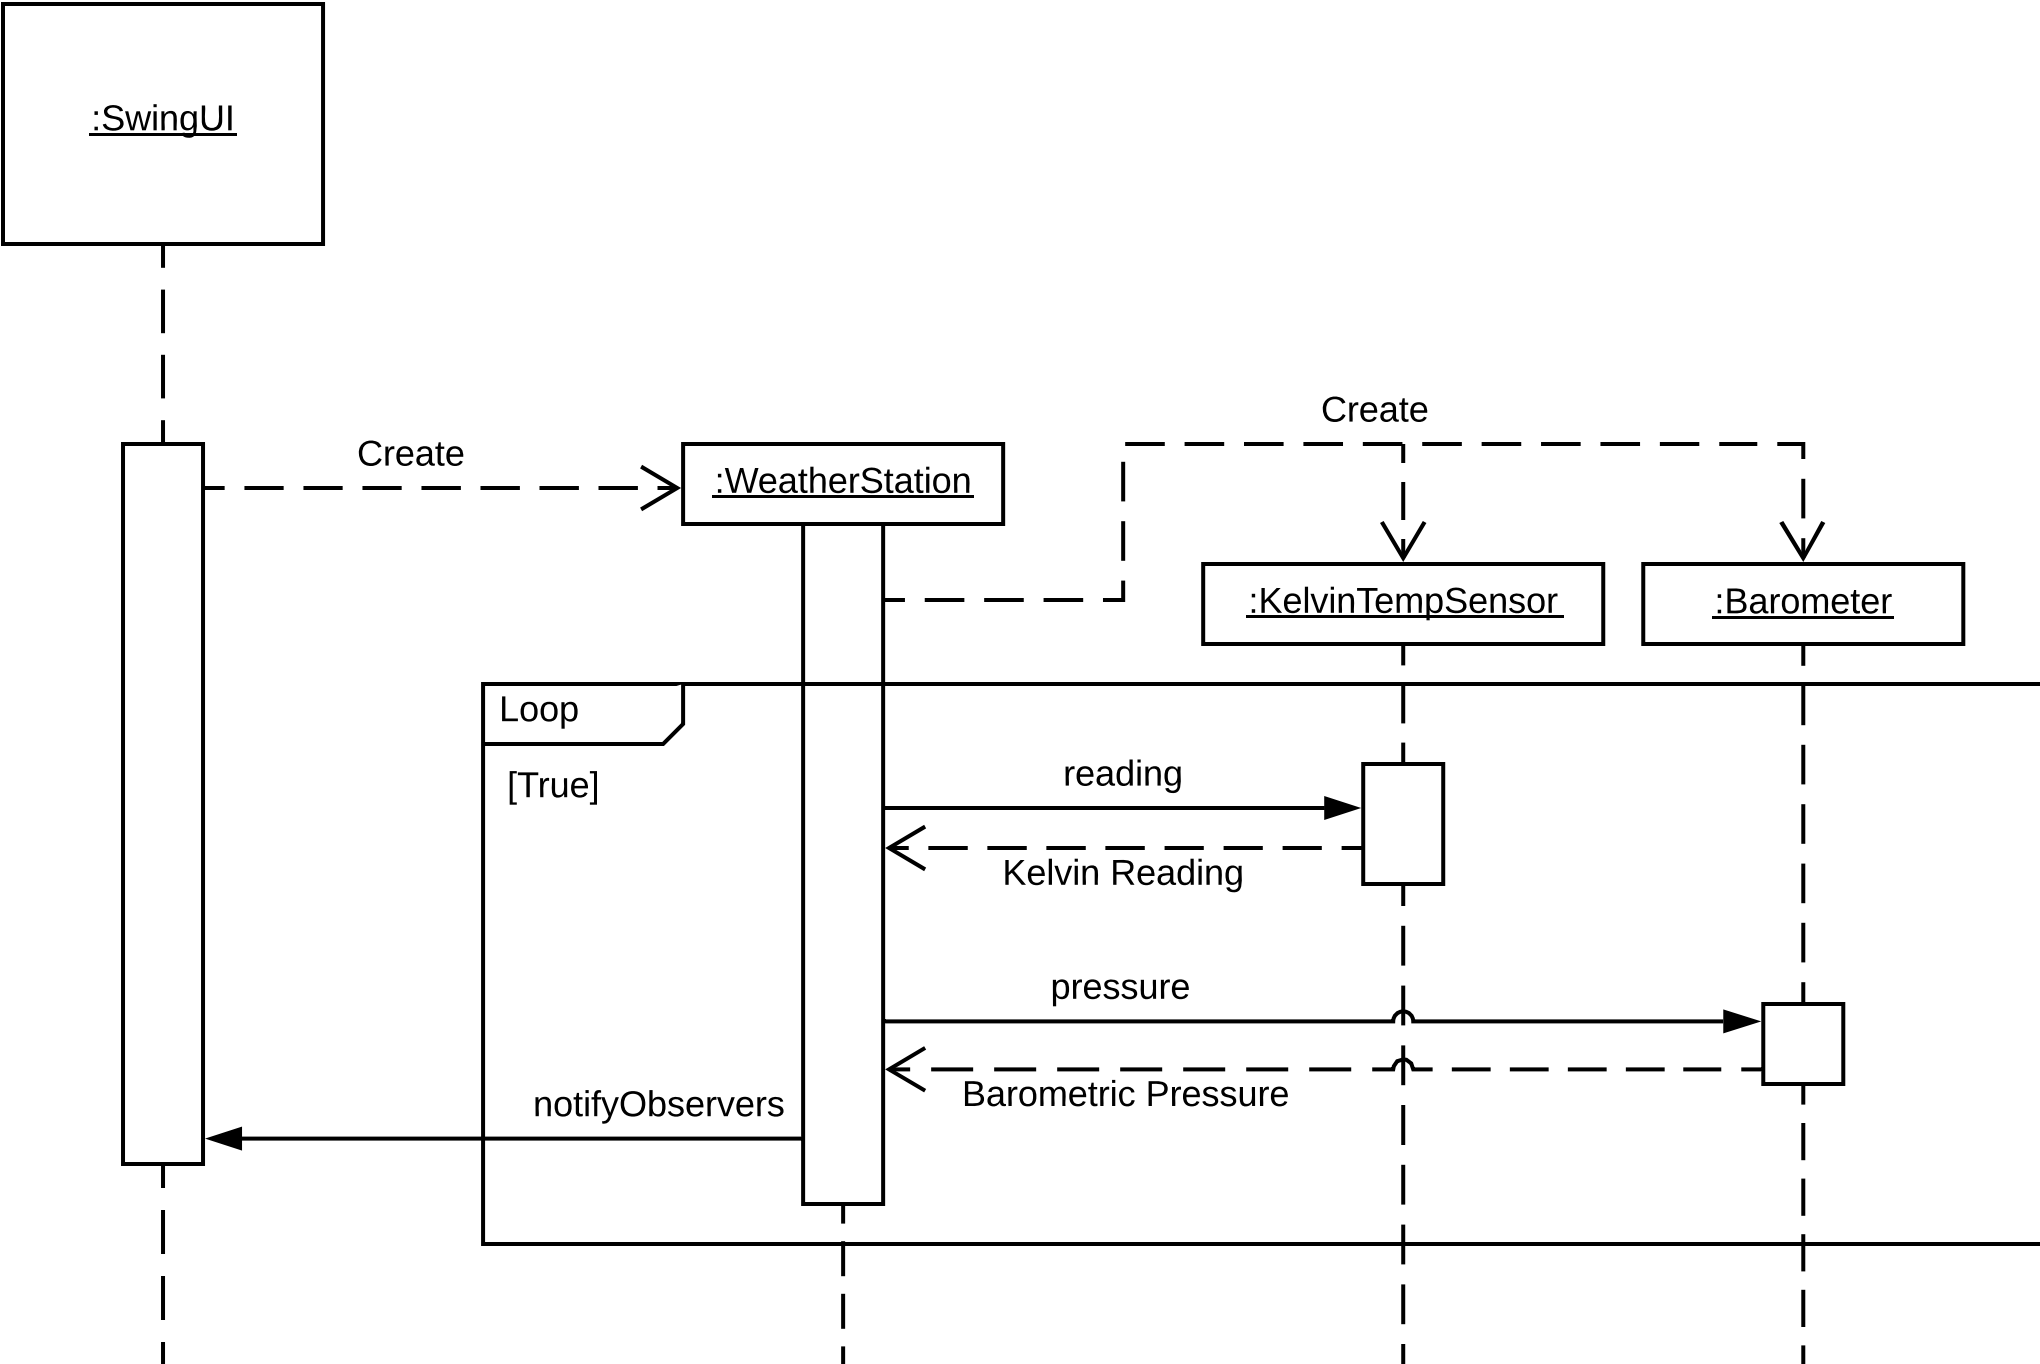 :SwingUI
Create
Create
:WeatherStation
:KelvinTempSensor
:Barometer
Loop
[True]
reading
Kelvin Reading
pressure
Barometric Pressure
notifyObservers